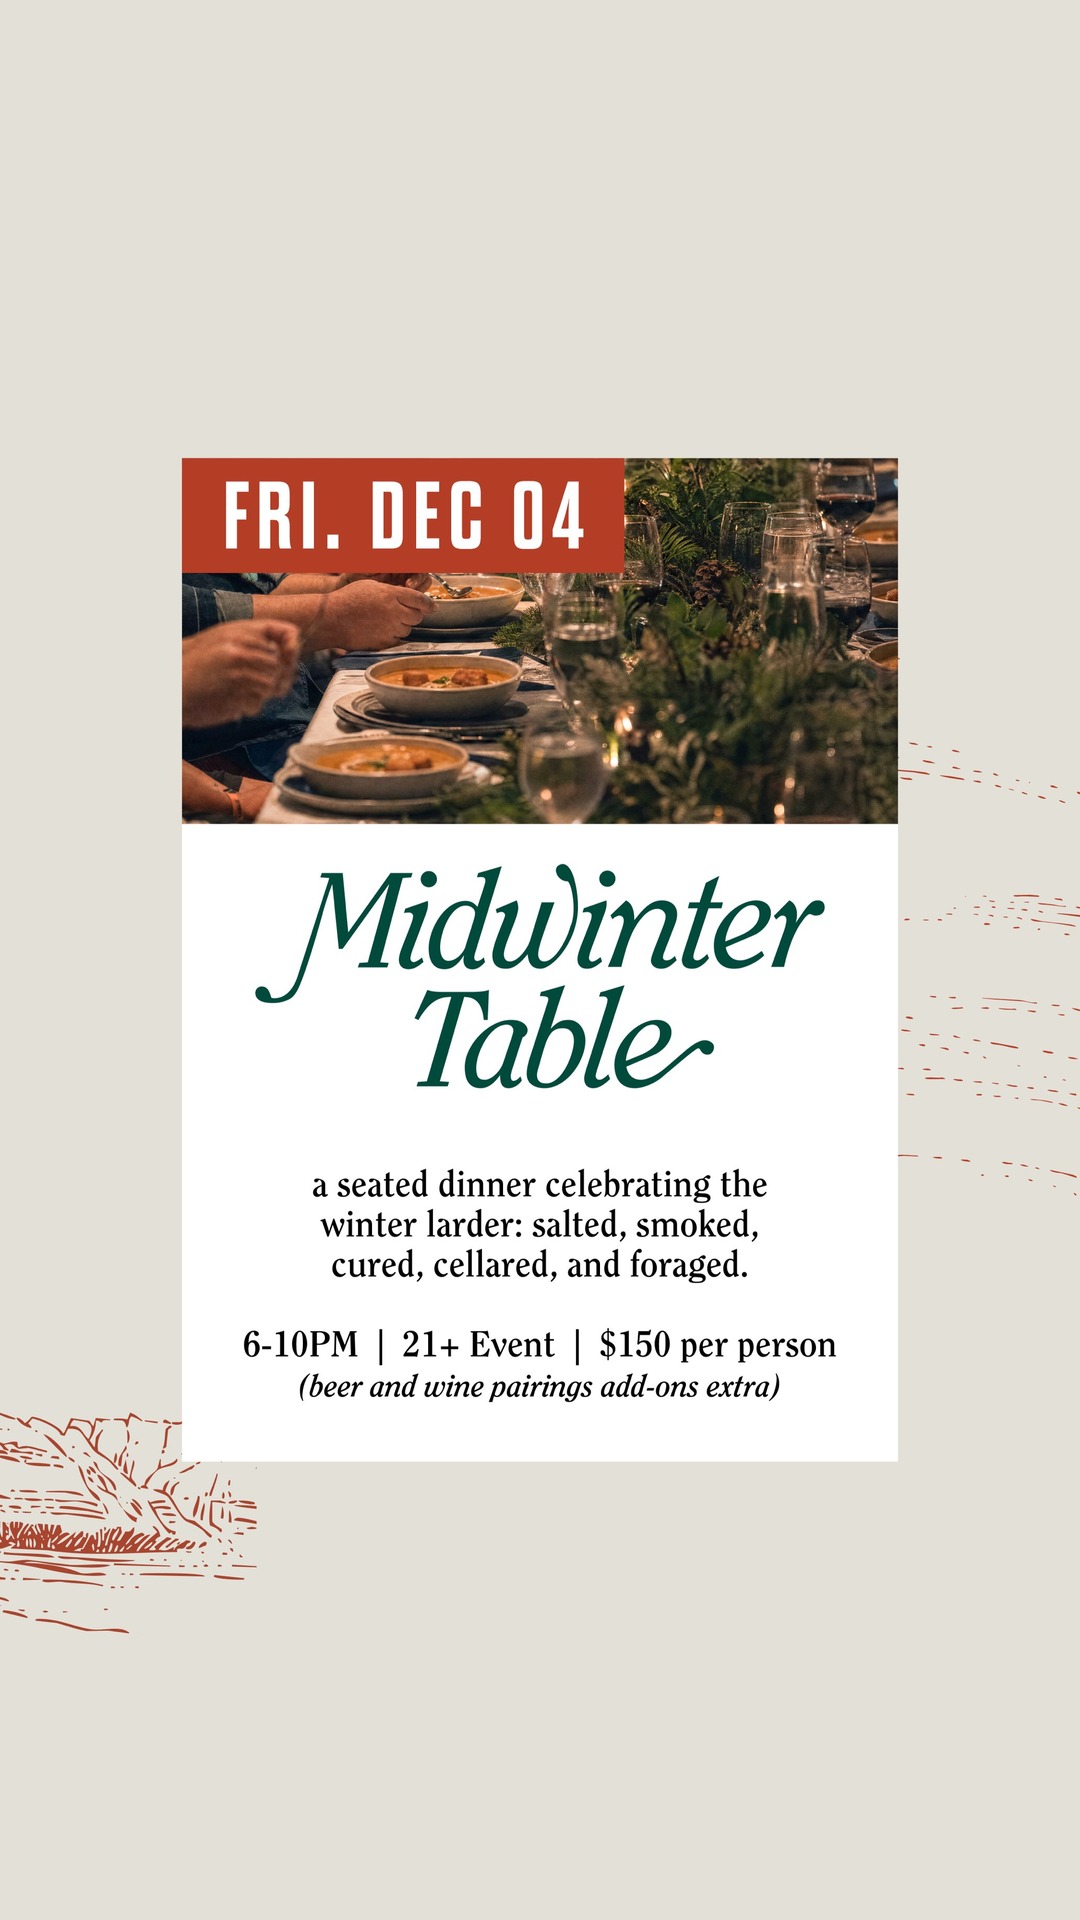 FRI. DEC 04
Midwinter
Table
a seated dinner celebrating the
winter larder: salted, smoked,
cured, cellared, and foraged.
6-10PM | 21+ Event | $150 per person
(beer and wine pairings add-ons extra)